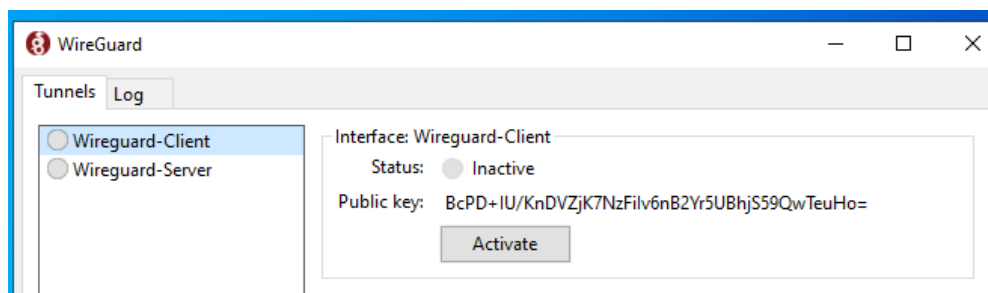 WireGuard
Tunnels Log
Wireguard-Client
Wireguard-Server
Interface: Wireguard-Client
Status: Inactive
Public key: BcPD+IU/KnDVZjK7NzFilv6nB2Yr5UBhjS59QwTeuHo=
Activate